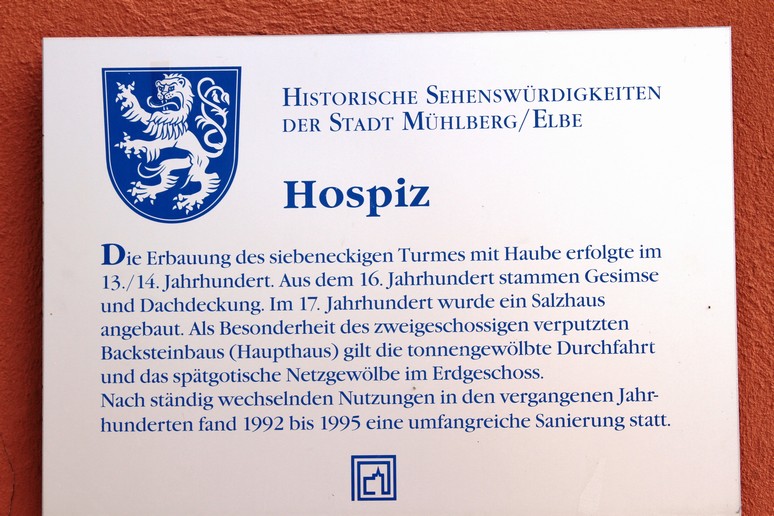 Historische Sehenswürdigkeiten
der Stadt Mühlberg/Elbe
Hospiz
Die Erbauung des siebeneckigen Turmes mit Haube erfolgte im
13./14. Jahrhundert. Aus dem 16. Jahrhundert stammen Gesimse
und Dachdeckung. Im 17. Jahrhundert wurde ein Salzhaus
angebaut. Als Besonderheit des zweigeschossigen verputzten
Backsteinbaus (Haupthaus) gilt die tonnengewölbte Durchfahrt
und das spätgotische Netzgewölbe im Erdgeschoss.
Nach ständig wechselnden Nutzungen in den vergangenen Jahr-
hunderten fand 1992 bis 1995 eine umfangreiche Sanierung statt.